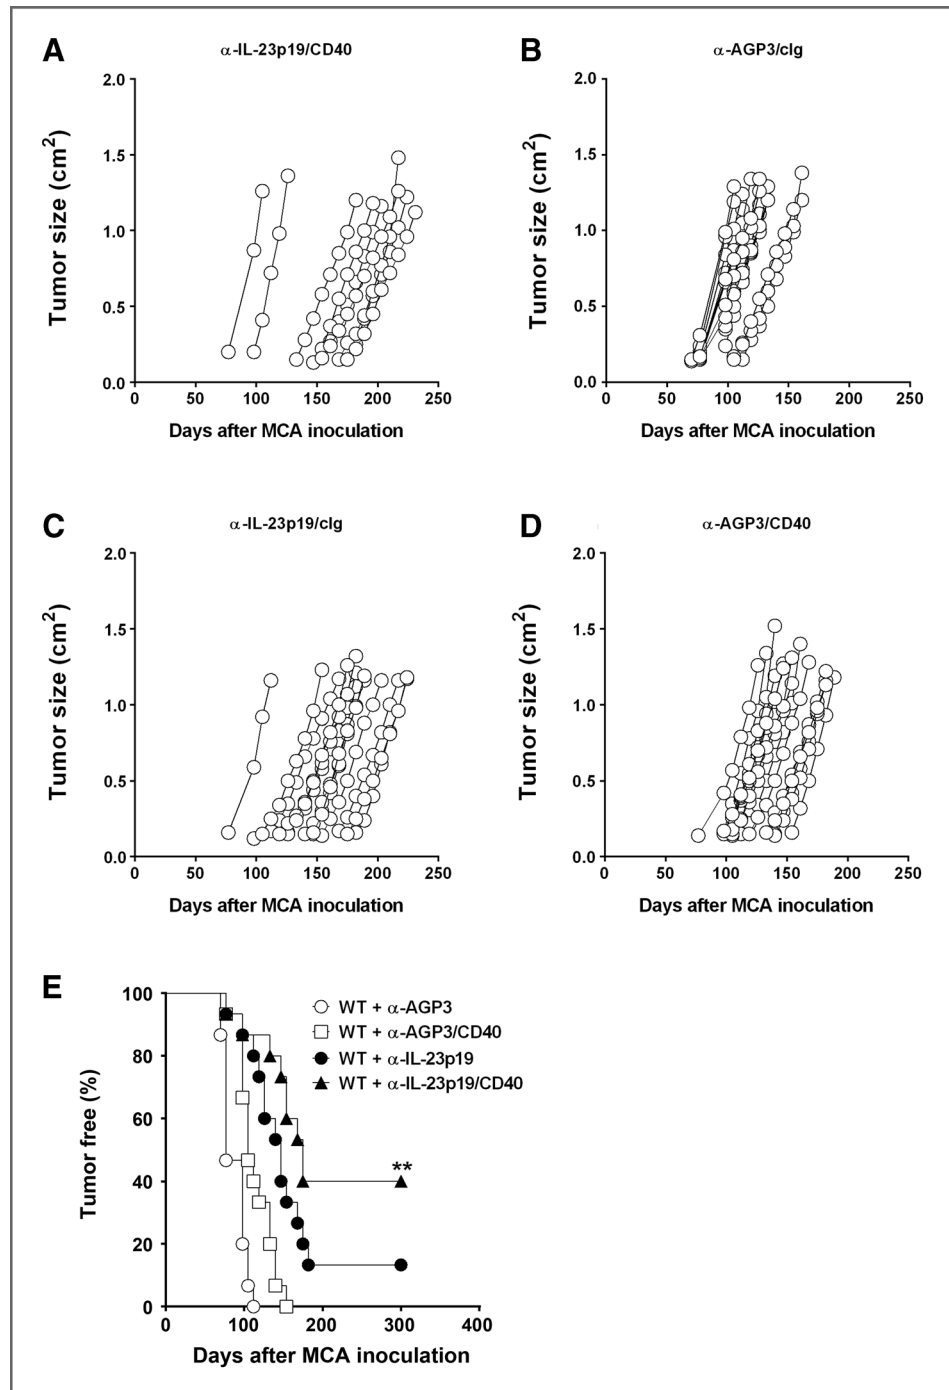 A
α-IL-23p19/CD40
Tumor size (cm²)
2.0
1.5
1.0
0.5
0.0
0 50 100 150 200 250
Days after MCA inoculation
B
α-AGP3/cIg
Tumor size (cm²)
2.0
1.5
1.0
0.5
0.0
0 50 100 150 200 250
Days after MCA inoculation
C
α-IL-23p19/cIg
Tumor size (cm²)
2.0
1.5
1.0
0.5
0.0
0 50 100 150 200 250
Days after MCA inoculation
D
α-AGP3/CD40
Tumor size (cm²)
2.0
1.5
1.0
0.5
0.0
0 50 100 150 200 250
Days after MCA inoculation
E
Tumor free (%)
100
80
60
40
20
0
0 100 200 300 400
Days after MCA inoculation
WT + α-AGP3
WT + α-AGP3/CD40
WT + α-IL-23p19
WT + α-IL-23p19/CD40
**